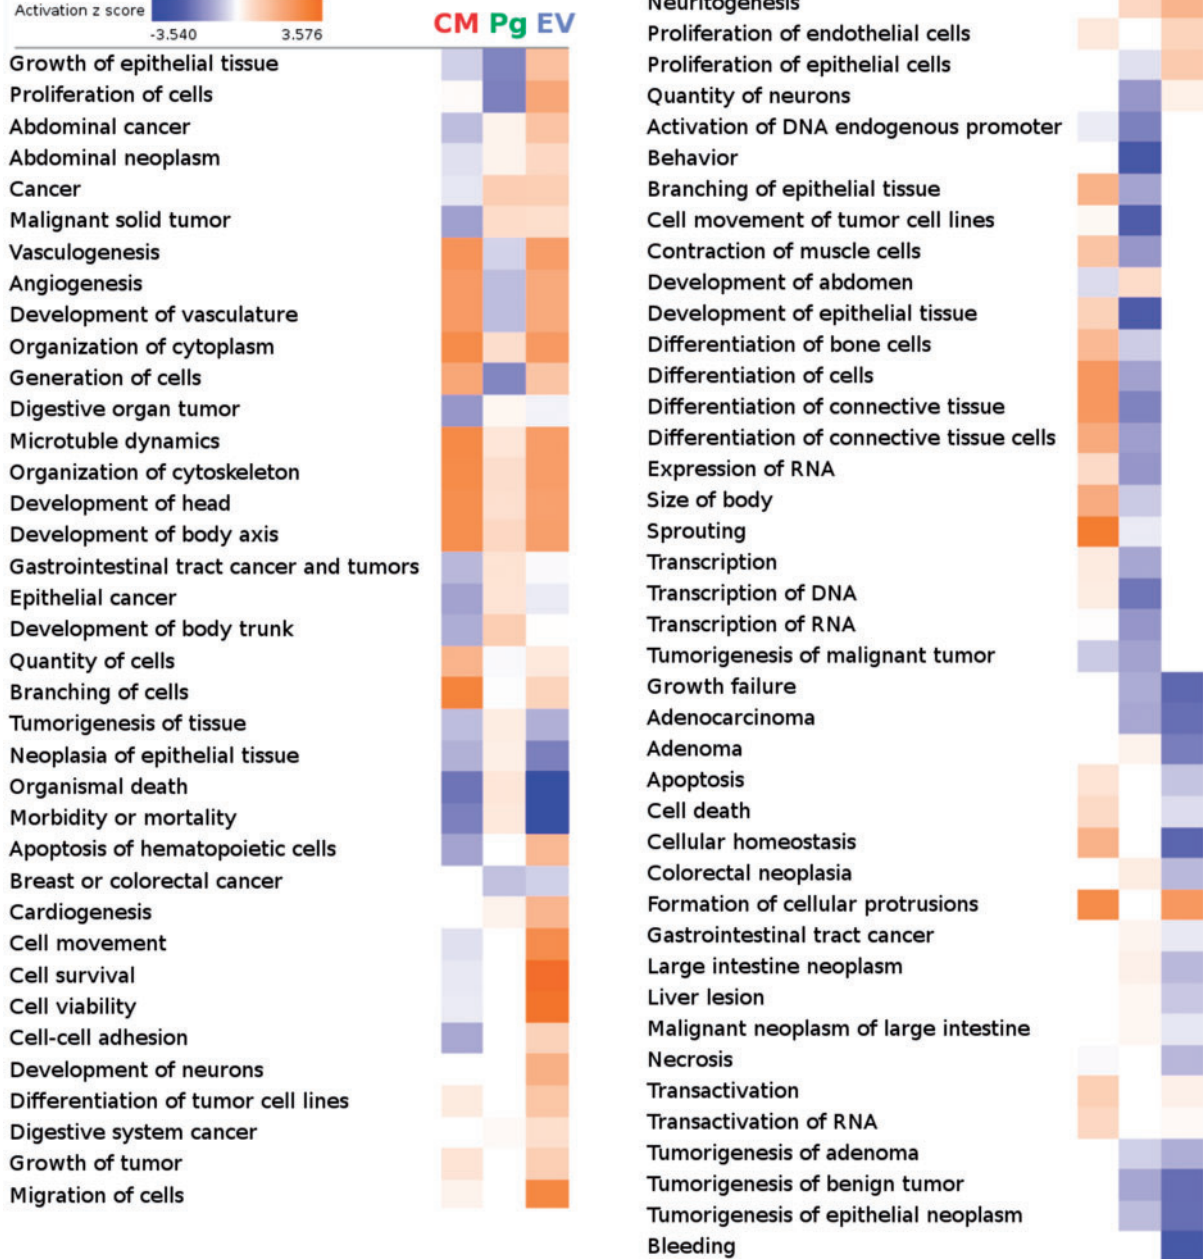 Activation z score
-3.540 3.576
CM Pg EV
Growth of epithelial tissue
Proliferation of cells
Abdominal cancer
Abdominal neoplasm
Cancer
Malignant solid tumor
Vasculogenesis
Angiogenesis
Development of vasculature
Organization of cytoplasm
Generation of cells
Digestive organ tumor
Microtuble dynamics
Organization of cytoskeleton
Development of head
Development of body axis
Gastrointestinal tract cancer and tumors
Epithelial cancer
Development of body trunk
Quantity of cells
Branching of cells
Tumorigenesis of tissue
Neoplasia of epithelial tissue
Organismal death
Morbidity or mortality
Apoptosis of hematopoietic cells
Breast or colorectal cancer
Cardiogenesis
Cell movement
Cell survival
Cell viability
Cell-cell adhesion
Development of neurons
Differentiation of tumor cell lines
Digestive system cancer
Growth of tumor
Migration of cells
Neuritogenesis
Proliferation of endothelial cells
Proliferation of epithelial cells
Quantity of neurons
Activation of DNA endogenous promoter
Behavior
Branching of epithelial tissue
Cell movement of tumor cell lines
Contraction of muscle cells
Development of abdomen
Development of epithelial tissue
Differentiation of bone cells
Differentiation of cells
Differentiation of connective tissue
Differentiation of connective tissue cells
Expression of RNA
Size of body
Sprouting
Transcription
Transcription of DNA
Transcription of RNA
Tumorigenesis of malignant tumor
Growth failure
Adenocarcinoma
Adenoma
Apoptosis
Cell death
Cellular homeostasis
Colorectal neoplasia
Formation of cellular protrusions
Gastrointestinal tract cancer
Large intestine neoplasm
Liver lesion
Malignant neoplasm of large intestine
Necrosis
Transactivation
Transactivation of RNA
Tumorigenesis of adenoma
Tumorigenesis of benign tumor
Tumorigenesis of epithelial neoplasm
Bleeding